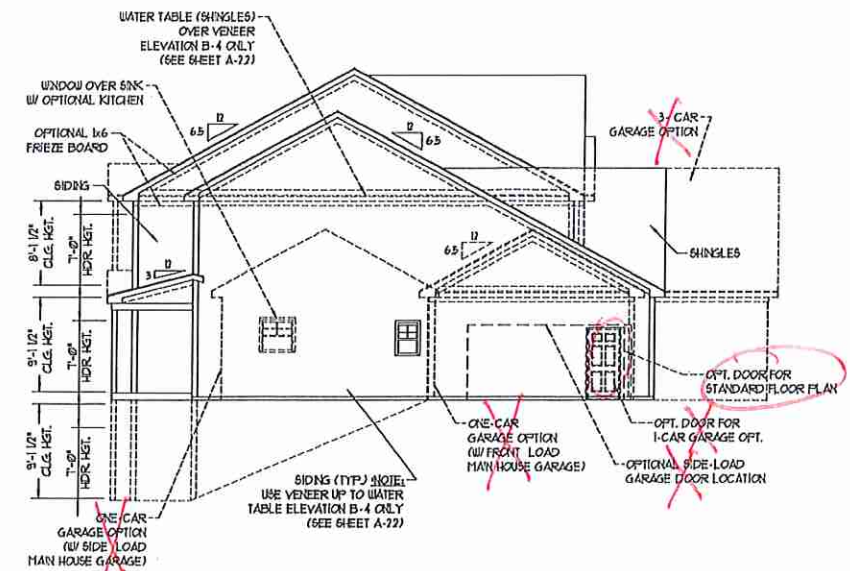 WATER TABLE (SHINGLES)
OVER VENEER
ELEVATION B-4 ONLY
(SEE SHEET A-22)
WINDOW OVER SINK
W/ OPTIONAL KITCHEN
OPTIONAL 1x6
FRIEZE BOARD
SIDING
12
6.5
12
6.5
3-CAR
GARAGE OPTION
SHINGLES
12
6.5
12
3
8'-1 1/2"
CLG. HGT.
7'-0"
HDR. HGT.
9'-1 1/2"
CLG. HGT.
7'-0"
HDR. HGT.
9'-1 1/2"
CLG. HGT.
7'-0"
HDR. HGT.
OPT. DOOR FOR
STANDARD FLOOR PLAN
OPT. DOOR FOR
1-CAR GARAGE OPT.
OPTIONAL SIDE-LOAD
GARAGE DOOR LOCATION
ONE-CAR
GARAGE OPTION
(W/ FRONT LOAD
MAIN HOUSE GARAGE)
SIDING (TYP.) NOTE:
USE VENEER UP TO WATER
TABLE ELEVATION B-4 ONLY
(SEE SHEET A-22)
ONE-CAR
GARAGE OPTION
(W/ SIDE LOAD
MAIN HOUSE GARAGE)